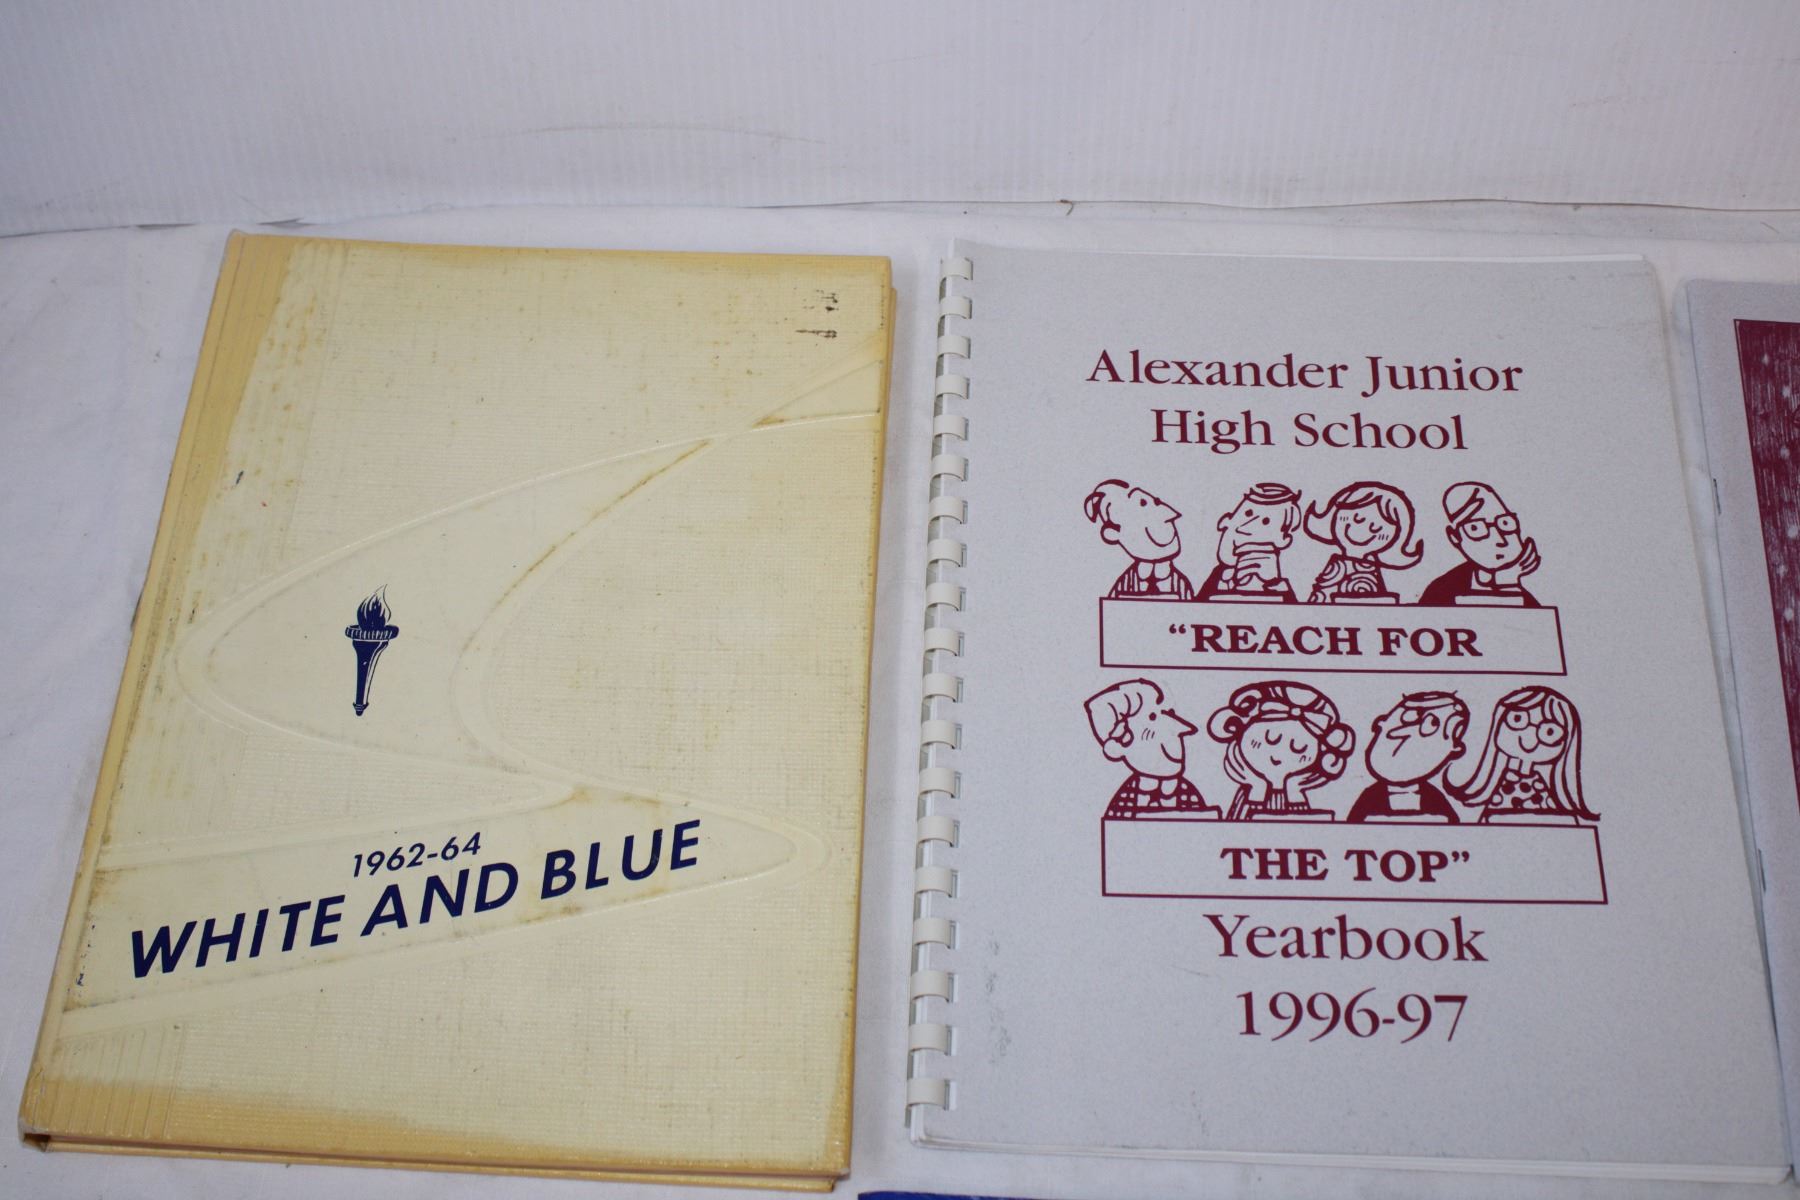 1962-64
WHITE AND BLUE
Alexander Junior
High School
"REACH FOR
THE TOP"
Yearbook
1996-97